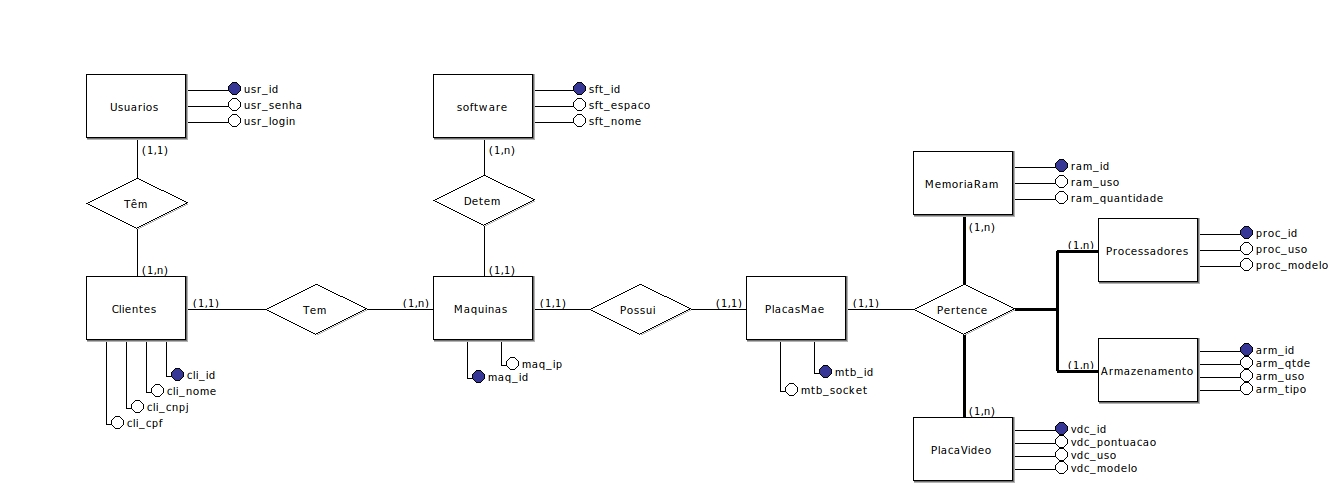 Usuarios
usr_id
usr_senha
usr_login
(1,1)
Têm
(1,n)
Clientes
cli_id
cli_nome
cli_cnpj
cli_cpf
(1,1)
Tem
(1,n)
software
sft_id
sft_espaco
sft_nome
(1,n)
Detem
(1,1)
Maquinas
maq_ip
maq_id
(1,1)
Possui
(1,1)
PlacasMae
mtb_id
mtb_socket
(1,1)
Pertence
MemoriaRam
ram_id
ram_uso
ram_quantidade
(1,n)
(1,n)
Processadores
proc_id
proc_uso
proc_modelo
(1,n)
Armazenamento
arm_id
arm_qtde
arm_uso
arm_tipo
(1,n)
PlacaVideo
vdc_id
vdc_pontuacao
vdc_uso
vdc_modelo